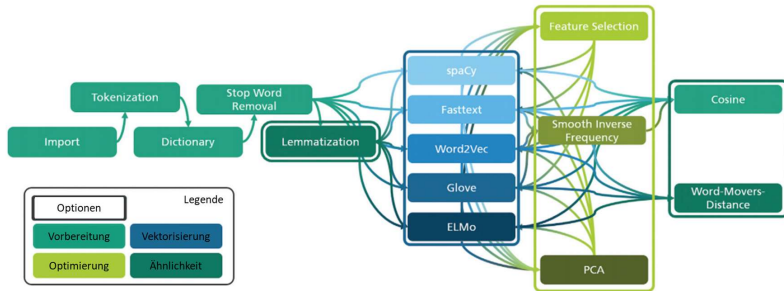 Import
Tokenization
Dictionary
Stop Word
Removal
Lemmatization
spaCy
Fasttext
Word2Vec
Glove
ELMo
Feature Selection
Smooth Inverse
Frequency
PCA
Cosine
Word-Movers-
Distance
Legende
Optionen
Vorbereitung
Vektorisierung
Optimierung
Ähnlichkeit